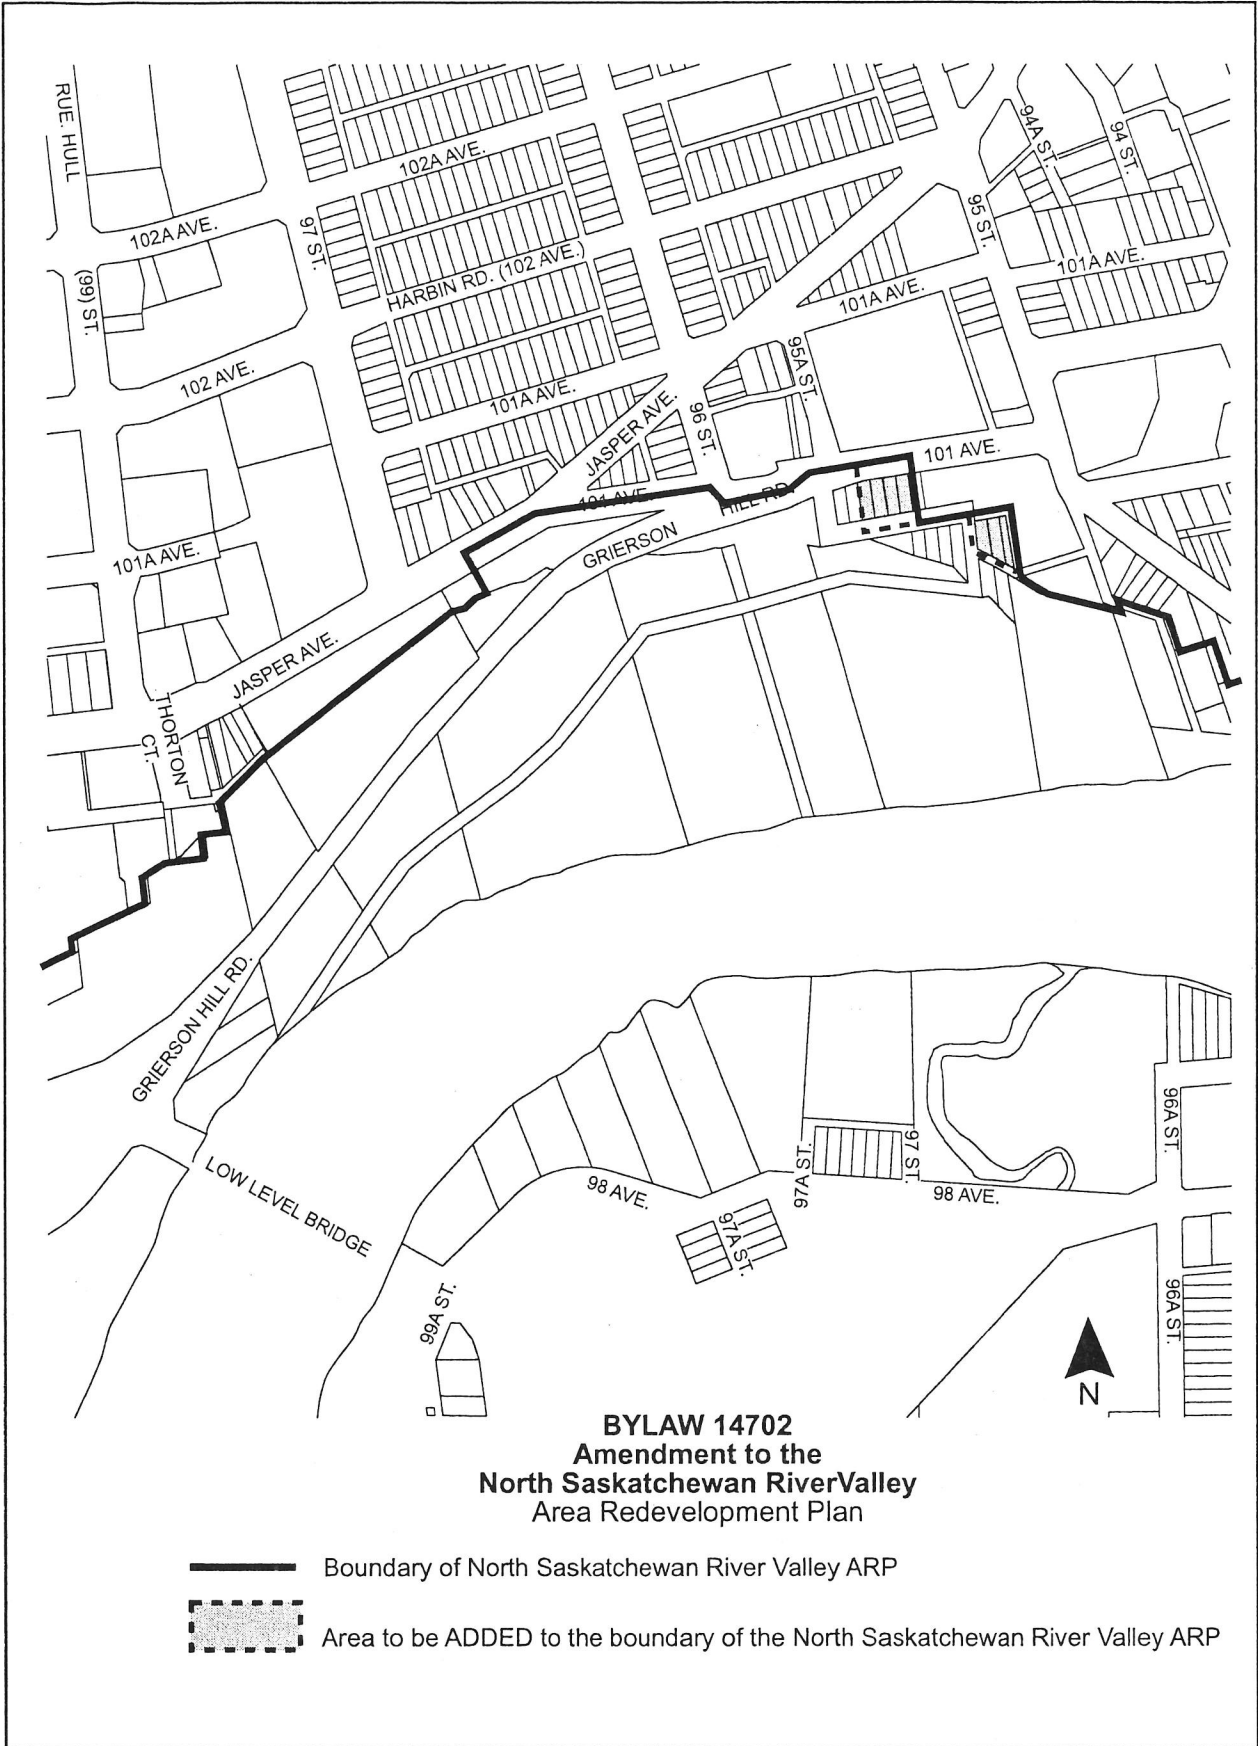 RUE. HULL
94A ST.
94 ST.
102A AVE.
97 ST.
102A AVE.
95 ST.
(99) ST.
HARBIN RD. (102 AVE.)
101A AVE.
101A AVE.
102 AVE.
95A ST.
101A AVE.
JASPER AVE.
96 ST.
101 AVE.
101 AVE.
HILL RD.
GRIERSON
101A AVE.
JASPER AVE.
THORTON
CT.
GRIERSON HILL RD.
96A ST.
97A ST.
97 ST.
LOW LEVEL BRIDGE
98 AVE.
98 AVE.
97A ST.
99A ST.
96A ST.
N
BYLAW 14702
Amendment to the
North Saskatchewan RiverValley
Area Redevelopment Plan
Boundary of North Saskatchewan River Valley ARP
Area to be ADDED to the boundary of the North Saskatchewan River Valley ARP